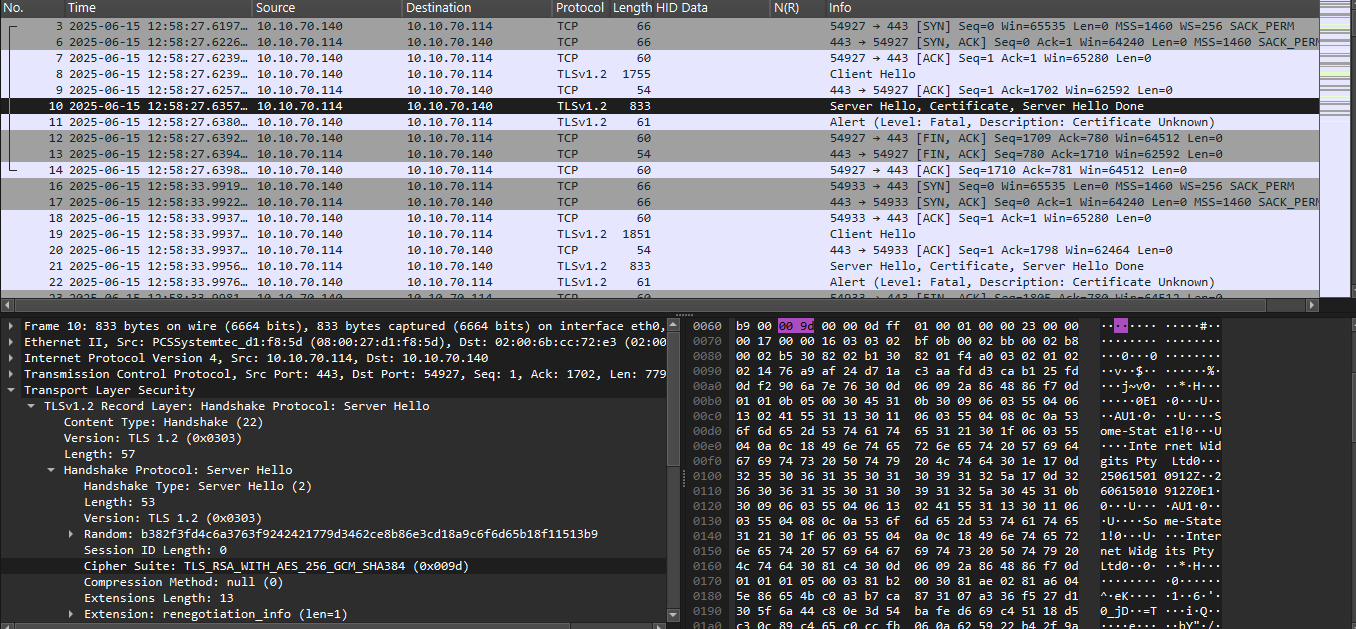 No. Time Source Destination Protocol Length HID Data N(R) Info
3 2025-06-15 12:58:27.6197… 10.10.70.140 10.10.70.114 TCP 66 54927 → 443 [SYN] Seq=0 Win=65535 Len=0 MSS=1460 WS=256 SACK_PERM
6 2025-06-15 12:58:27.6226… 10.10.70.114 10.10.70.140 TCP 66 443 → 54927 [SYN, ACK] Seq=0 Ack=1 Win=64240 Len=0 MSS=1460 SACK_PERM
7 2025-06-15 12:58:27.6239… 10.10.70.140 10.10.70.114 TCP 60 54927 → 443 [ACK] Seq=1 Ack=1 Win=65280 Len=0
8 2025-06-15 12:58:27.6239… 10.10.70.140 10.10.70.114 TLSv1.2 1755 Client Hello
9 2025-06-15 12:58:27.6257… 10.10.70.114 10.10.70.140 TCP 54 443 → 54927 [ACK] Seq=1 Ack=1702 Win=62592 Len=0
10 2025-06-15 12:58:27.6357… 10.10.70.114 10.10.70.140 TLSv1.2 833 Server Hello, Certificate, Server Hello Done
11 2025-06-15 12:58:27.6380… 10.10.70.140 10.10.70.114 TLSv1.2 61 Alert (Level: Fatal, Description: Certificate Unknown)
12 2025-06-15 12:58:27.6392… 10.10.70.140 10.10.70.114 TCP 60 54927 → 443 [FIN, ACK] Seq=1709 Ack=780 Win=64512 Len=0
13 2025-06-15 12:58:27.6394… 10.10.70.114 10.10.70.140 TCP 54 443 → 54927 [FIN, ACK] Seq=780 Ack=1710 Win=62592 Len=0
14 2025-06-15 12:58:27.6398… 10.10.70.140 10.10.70.114 TCP 60 54927 → 443 [ACK] Seq=1710 Ack=781 Win=64512 Len=0
16 2025-06-15 12:58:33.9919… 10.10.70.140 10.10.70.114 TCP 66 54933 → 443 [SYN] Seq=0 Win=65535 Len=0 MSS=1460 WS=256 SACK_PERM
17 2025-06-15 12:58:33.9922… 10.10.70.114 10.10.70.140 TCP 66 443 → 54933 [SYN, ACK] Seq=0 Ack=1 Win=64240 Len=0 MSS=1460 SACK_PERM
18 2025-06-15 12:58:33.9937… 10.10.70.140 10.10.70.114 TCP 60 54933 → 443 [ACK] Seq=1 Ack=1 Win=65280 Len=0
19 2025-06-15 12:58:33.9937… 10.10.70.140 10.10.70.114 TLSv1.2 1851 Client Hello
20 2025-06-15 12:58:33.9937… 10.10.70.114 10.10.70.140 TCP 54 443 → 54933 [ACK] Seq=1 Ack=1798 Win=62464 Len=0
21 2025-06-15 12:58:33.9956… 10.10.70.114 10.10.70.140 TLSv1.2 833 Server Hello, Certificate, Server Hello Done
22 2025-06-15 12:58:33.9976… 10.10.70.140 10.10.70.114 TLSv1.2 61 Alert (Level: Fatal, Description: Certificate Unknown)
Frame 10: 833 bytes on wire (6664 bits), 833 bytes captured (6664 bits) on interface eth0,
Ethernet II, Src: PCSSystemtec_d1:f8:5d (08:00:27:d1:f8:5d), Dst: 02:00:6b:cc:72:e3 (02:00
Internet Protocol Version 4, Src: 10.10.70.114, Dst: 10.10.70.140
Transmission Control Protocol, Src Port: 443, Dst Port: 54927, Seq: 1, Ack: 1702, Len: 779
Transport Layer Security
TLSv1.2 Record Layer: Handshake Protocol: Server Hello
Content Type: Handshake (22)
Version: TLS 1.2 (0x0303)
Length: 57
Handshake Protocol: Server Hello
Handshake Type: Server Hello (2)
Length: 53
Version: TLS 1.2 (0x0303)
Random: b382f3fd4c6a3763f9242421779d3462ce8b86e3cd18a9c6f6d65b18f11513b9
Session ID Length: 0
Cipher Suite: TLS_RSA_WITH_AES_256_GCM_SHA384 (0x009d)
Compression Method: null (0)
Extensions Length: 13
Extension: renegotiation_info (len=1)
0060 b9 00 00 9d 00 00 0d ff 01 00 01 00 00 23 00 00 ·········· ·····#··
0070 00 17 00 00 16 03 03 02 bf 0b 00 02 bb 00 02 b8 ········ ········
0080 00 02 b5 30 82 02 b1 30 82 01 f4 a0 03 02 01 02 ···0···0 ········
0090 02 14 76 a9 af 24 d7 1a c3 aa fd d3 ca b1 25 fd ··v··$·· ······%·
00a0 0d f2 90 6a 7e 76 30 0d 06 09 2a 86 48 86 f7 0d ···j~v0· ··*·H···
00b0 01 01 0b 05 00 30 45 31 0b 30 09 06 03 55 04 06 ·····0E1 ·0···U··
00c0 13 02 41 55 31 13 30 11 06 03 55 04 08 0c 0a 53 ··AU1·0· ··U····S
00d0 6f 6d 65 2d 53 74 61 74 65 31 21 30 1f 06 03 55 ome-Stat e1!0···U
00e0 04 0a 0c 18 49 6e 74 65 72 6e 65 74 20 57 69 64 ····Inte rnet Wid
00f0 67 69 74 73 20 50 74 79 20 4c 74 64 30 1e 17 0d gits Pty Ltd0···
0100 32 35 30 36 31 35 30 31 30 39 31 32 5a 17 0d 32 25061501 0912Z··2
0110 36 30 36 31 35 30 31 30 39 31 32 5a 30 45 31 0b 60615010 912Z0E1·
0120 30 09 06 03 55 04 06 13 02 41 55 31 13 30 11 06 0···U··· ·AU1·0··
0130 03 55 04 08 0c 0a 53 6f 6d 65 2d 53 74 61 74 65 ·U····So me-State
0140 31 21 30 1f 06 03 55 04 0a 0c 18 49 6e 74 65 72 1!0···U· ···Inter
0150 6e 65 74 20 57 69 64 67 69 74 73 20 50 74 79 20 net Widg its Pty
0160 4c 74 64 30 81 c4 30 0d 06 09 2a 86 48 86 f7 0d Ltd0··0· ··*·H···
0170 01 01 01 05 00 03 81 b2 00 30 81 ae 02 81 a6 04 ········ ·0······
0180 5e 86 65 4b c0 a3 b7 ca 87 31 07 a3 36 f5 27 d1 ^·eK···· ·1··6·'·
0190 30 5f 6a 44 c8 0e 3d 54 ba fe d6 69 c4 51 18 d5 0_jD··=T ···i·Q··